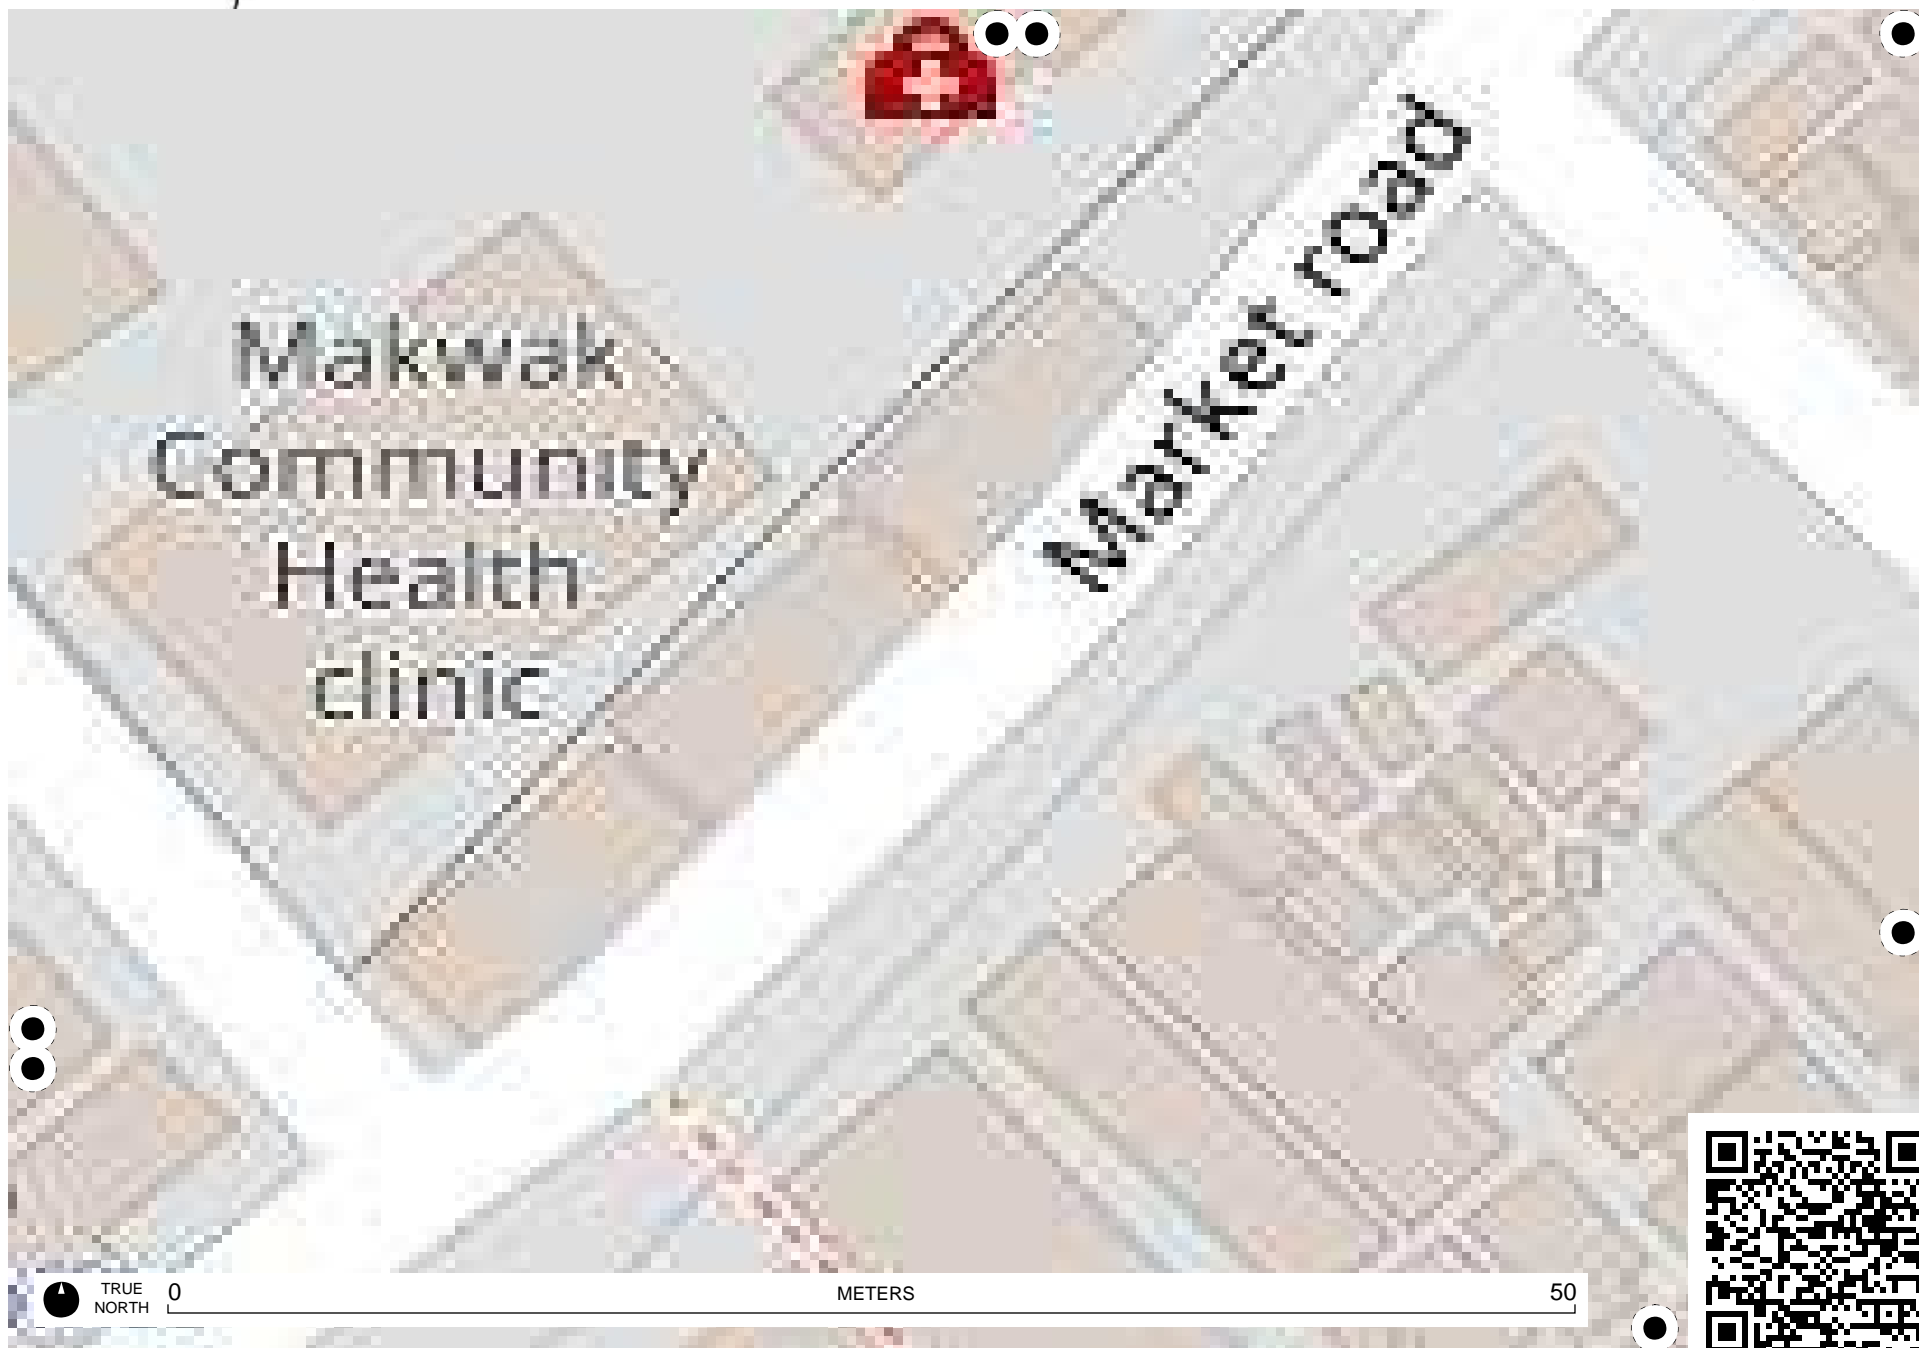 Makwak
Community
Health
clinic
Market road
TRUE
NORTH
0
METERS
50